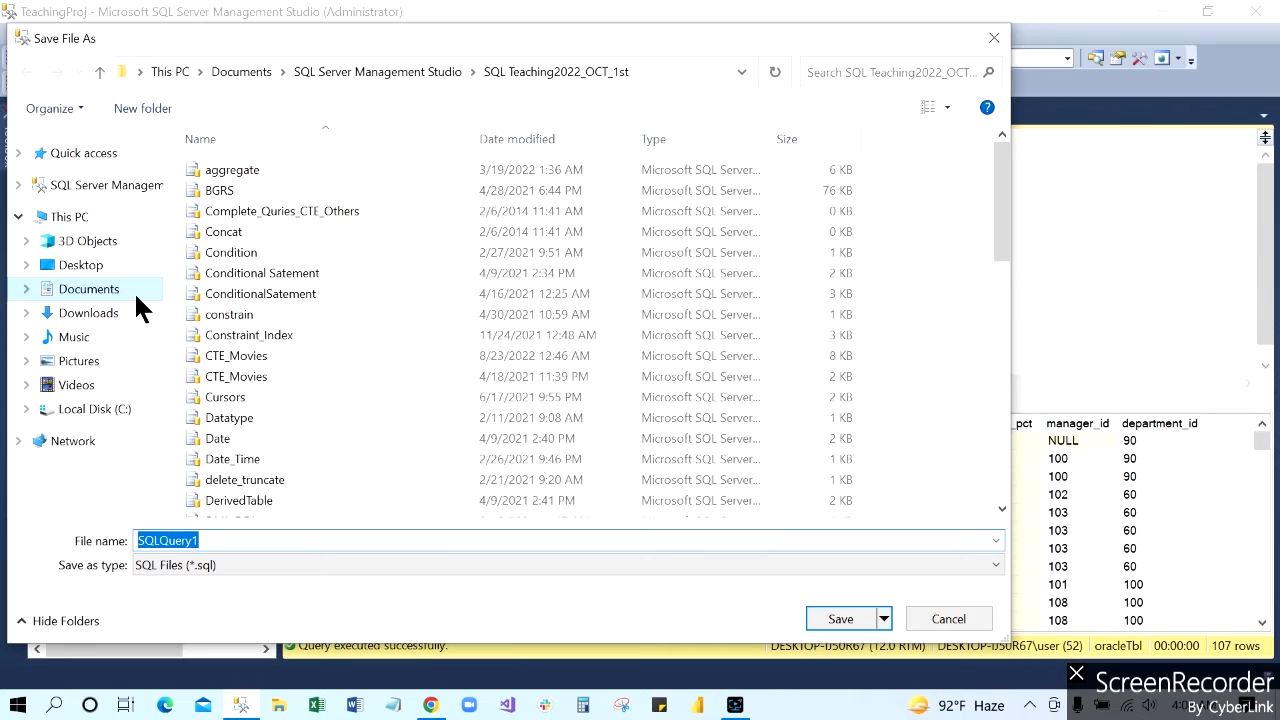 TeachingProj - Microsoft SQL Server Management Studio (Administrator)
Save File As
This PC > Documents > SQL Server Management Studio > SQL Teaching2022_OCT_1st
Search SQL Teaching2022_OCT...
Organize
New folder
Name Date modified Type Size
Quick access
SQL Server Managem
This PC
3D Objects
Desktop
Documents
Downloads
Music
Pictures
Videos
Local Disk (C:)
Network
aggregate 3/19/2022 1:36 AM Microsoft SQL Server... 6 KB
BGRS 4/28/2021 6:44 PM Microsoft SQL Server... 76 KB
Complete_Quries_CTE_Others 2/6/2014 11:41 AM Microsoft SQL Server... 0 KB
Concat 2/6/2014 11:41 AM Microsoft SQL Server... 0 KB
Condition 2/27/2021 9:51 AM Microsoft SQL Server... 1 KB
Conditional Satement 4/9/2021 2:34 PM Microsoft SQL Server... 2 KB
ConditionalSatement 4/16/2021 12:25 AM Microsoft SQL Server... 3 KB
constrain 4/30/2021 10:59 AM Microsoft SQL Server... 1 KB
Constraint_Index 11/24/2021 12:48 AM Microsoft SQL Server... 3 KB
CTE_Movies /23/2022 12:46 AM Microsoft SQL Server... 8 KB
CTE_Movies 4/18/2021 11:39 PM Microsoft SQL Server... 2 KB
Cursors 6/17/2021 9:55 PM Microsoft SQL Server... 2 KB
Datatype 2/11/2021 9:08 AM Microsoft SQL Server... 1 KB
Date 4/9/2021 2:40 PM Microsoft SQL Server... 2 KB
Date_Time 2/26/2021 9:46 PM Microsoft SQL Server... 1 KB
delete_truncate 2/21/2021 9:20 AM Microsoft SQL Server... 1 KB
DerivedTable 4/9/2021 2:41 PM Microsoft SQL Server... 2 KB
File name: SQLQuery1
Save as type: SQL Files (*.sql)
Hide Folders
Save
Cancel
_pct manager_id department_id
NULL 90
100 90
100 90
102 60
103 60
103 60
103 60
103 60
101 100
108 100
108 100
Query executed successfully.
DESKTOP-IJ50R67 (12.0 RTM) DESKTOP-IJ50R67\user (52) oracleTbl 00:00:00 107 rows
92°F Haze
ScreenRecorder
By CyberLink